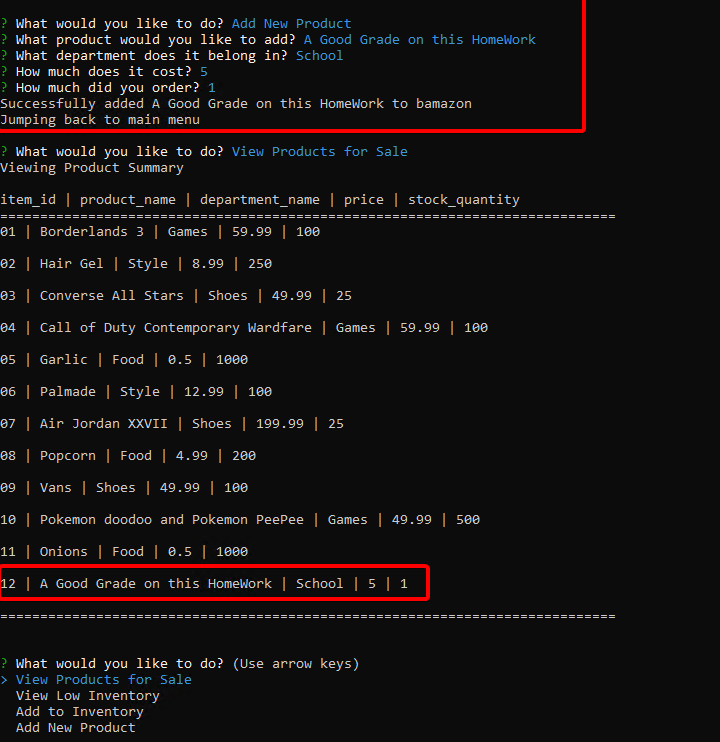 ? What would you like to do? Add New Product
? What product would you like to add? A Good Grade on this HomeWork
? What department does it belong in? School
? How much does it cost? 5
? How much did you order? 1
Successfully added A Good Grade on this HomeWork to bamazon
Jumping back to main menu
? What would you like to do? View Products for Sale
Viewing Product Summary
item_id | product_name | department_name | price | stock_quantity
=============================================================================
01 | Borderlands 3 | Games | 59.99 | 100
02 | Hair Gel | Style | 8.99 | 250
03 | Converse All Stars | Shoes | 49.99 | 25
04 | Call of Duty Contemporary Wardfare | Games | 59.99 | 100
05 | Garlic | Food | 0.5 | 1000
06 | Palmade | Style | 12.99 | 100
07 | Air Jordan XXVII | Shoes | 199.99 | 25
08 | Popcorn | Food | 4.99 | 200
09 | Vans | Shoes | 49.99 | 100
10 | Pokemon doodoo and Pokemon PeePee | Games | 49.99 | 500
11 | Onions | Food | 0.5 | 1000
12 | A Good Grade on this HomeWork | School | 5 | 1
=============================================================================
? What would you like to do? (Use arrow keys)
> View Products for Sale
View Low Inventory
Add to Inventory
Add New Product